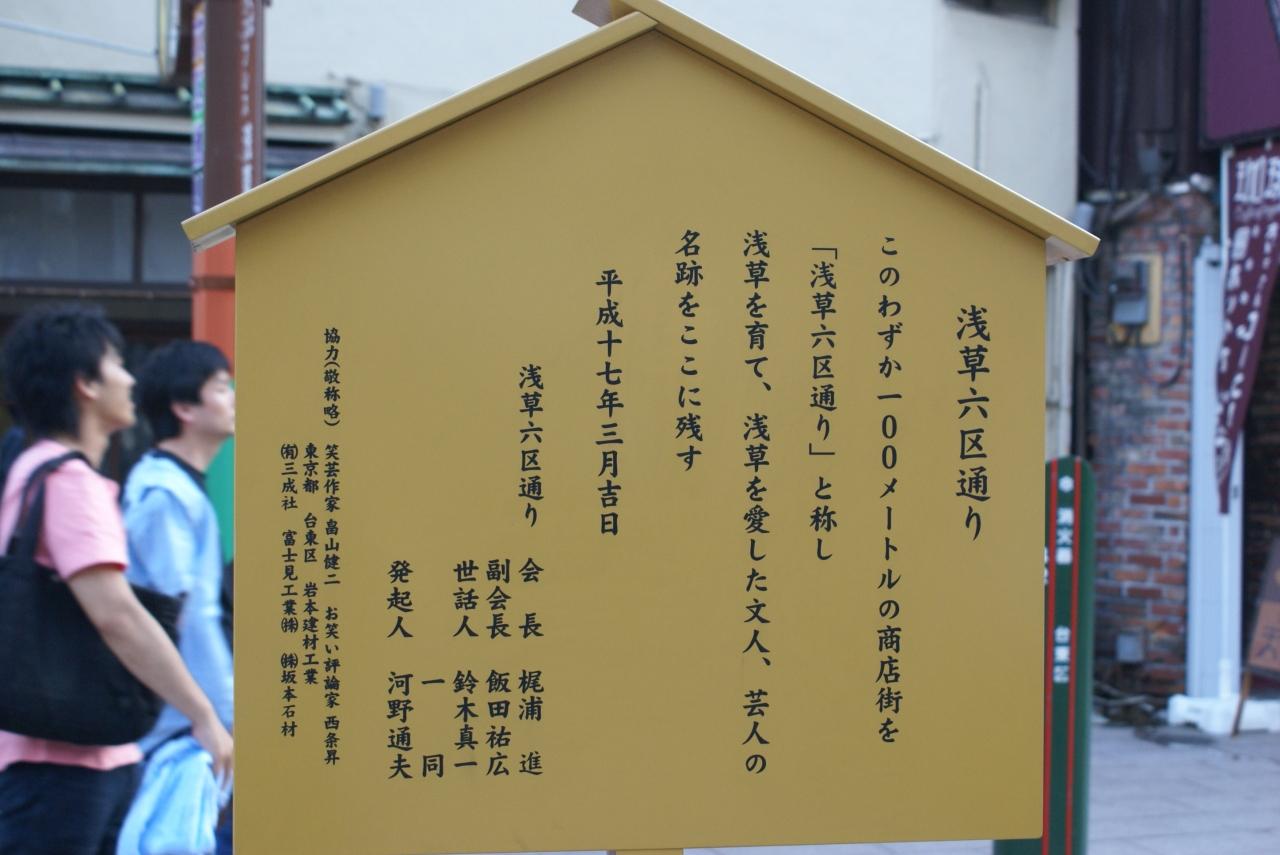 浅草六区通り
このわずか一００メートルの商店街を
「浅草六区通り」と称し
浅草を育て、浅草を愛した文人、芸人の
名跡をここに残す
平成十七年三月吉日
浅草六区通り 会長 梶浦 進
副会長 飯田祐広
世話人 鈴木真一
一同
発起人 河野通夫
協力(敬称略) 笑芸作家 畠山健二 お笑い評論家 西条昇
東京都 台東区 岩本建材工業
㈲三成社 富士見工業㈱ ㈱坂本石材
消火器
台東区